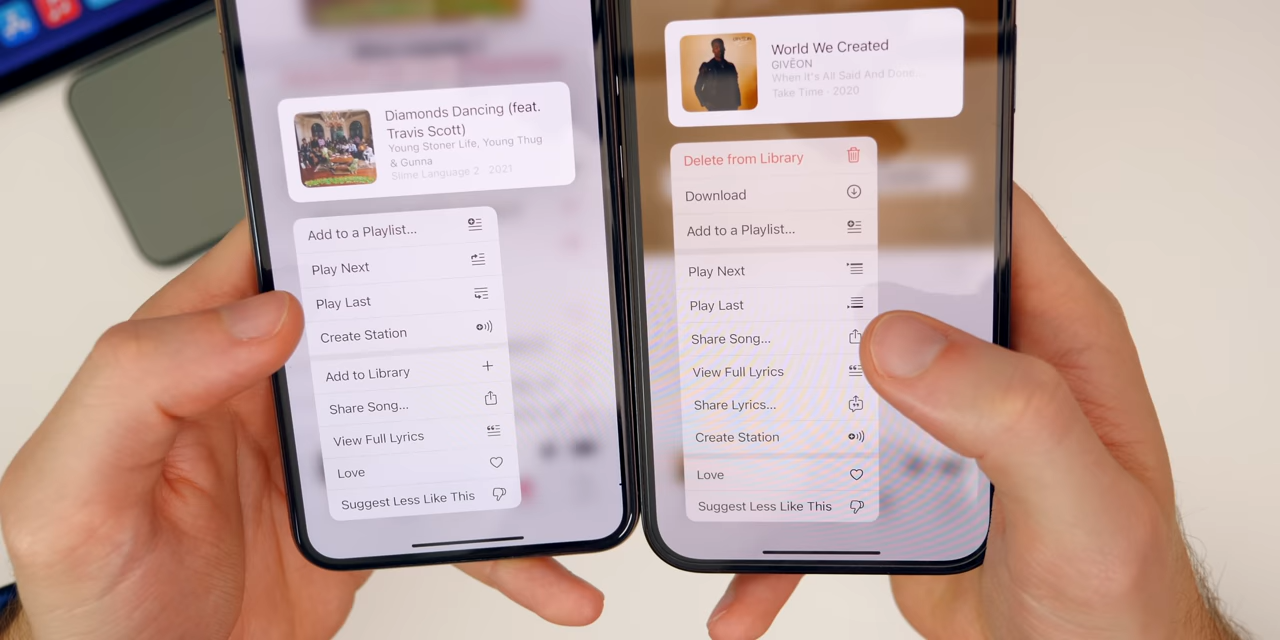 Diamonds Dancing (feat.
Travis Scott)
Young Stoner Life, Young Thug
& Gunna
Slime Language 2 · 2021
Add to a Playlist...
Play Next
Play Last
Create Station
Add to Library
Share Song...
View Full Lyrics
Love
Suggest Less Like This
World We Created
GIVĒON
When It's All Said And Done...
Take Time · 2020
Delete from Library
Download
Add to a Playlist...
Play Next
Play Last
Share Song...
View Full Lyrics
Share Lyrics...
Create Station
Love
Suggest Less Like This